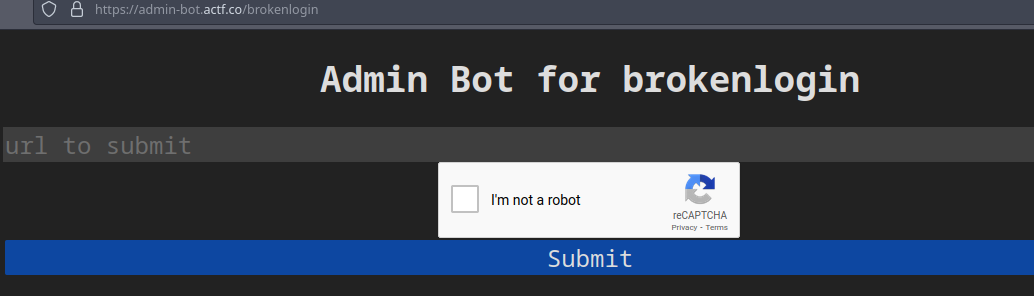 https://admin-bot.actf.co/brokenlogin
Admin Bot for brokenlogin
url to submit
I'm not a robot
reCAPTCHA
Privacy - Terms
Submit